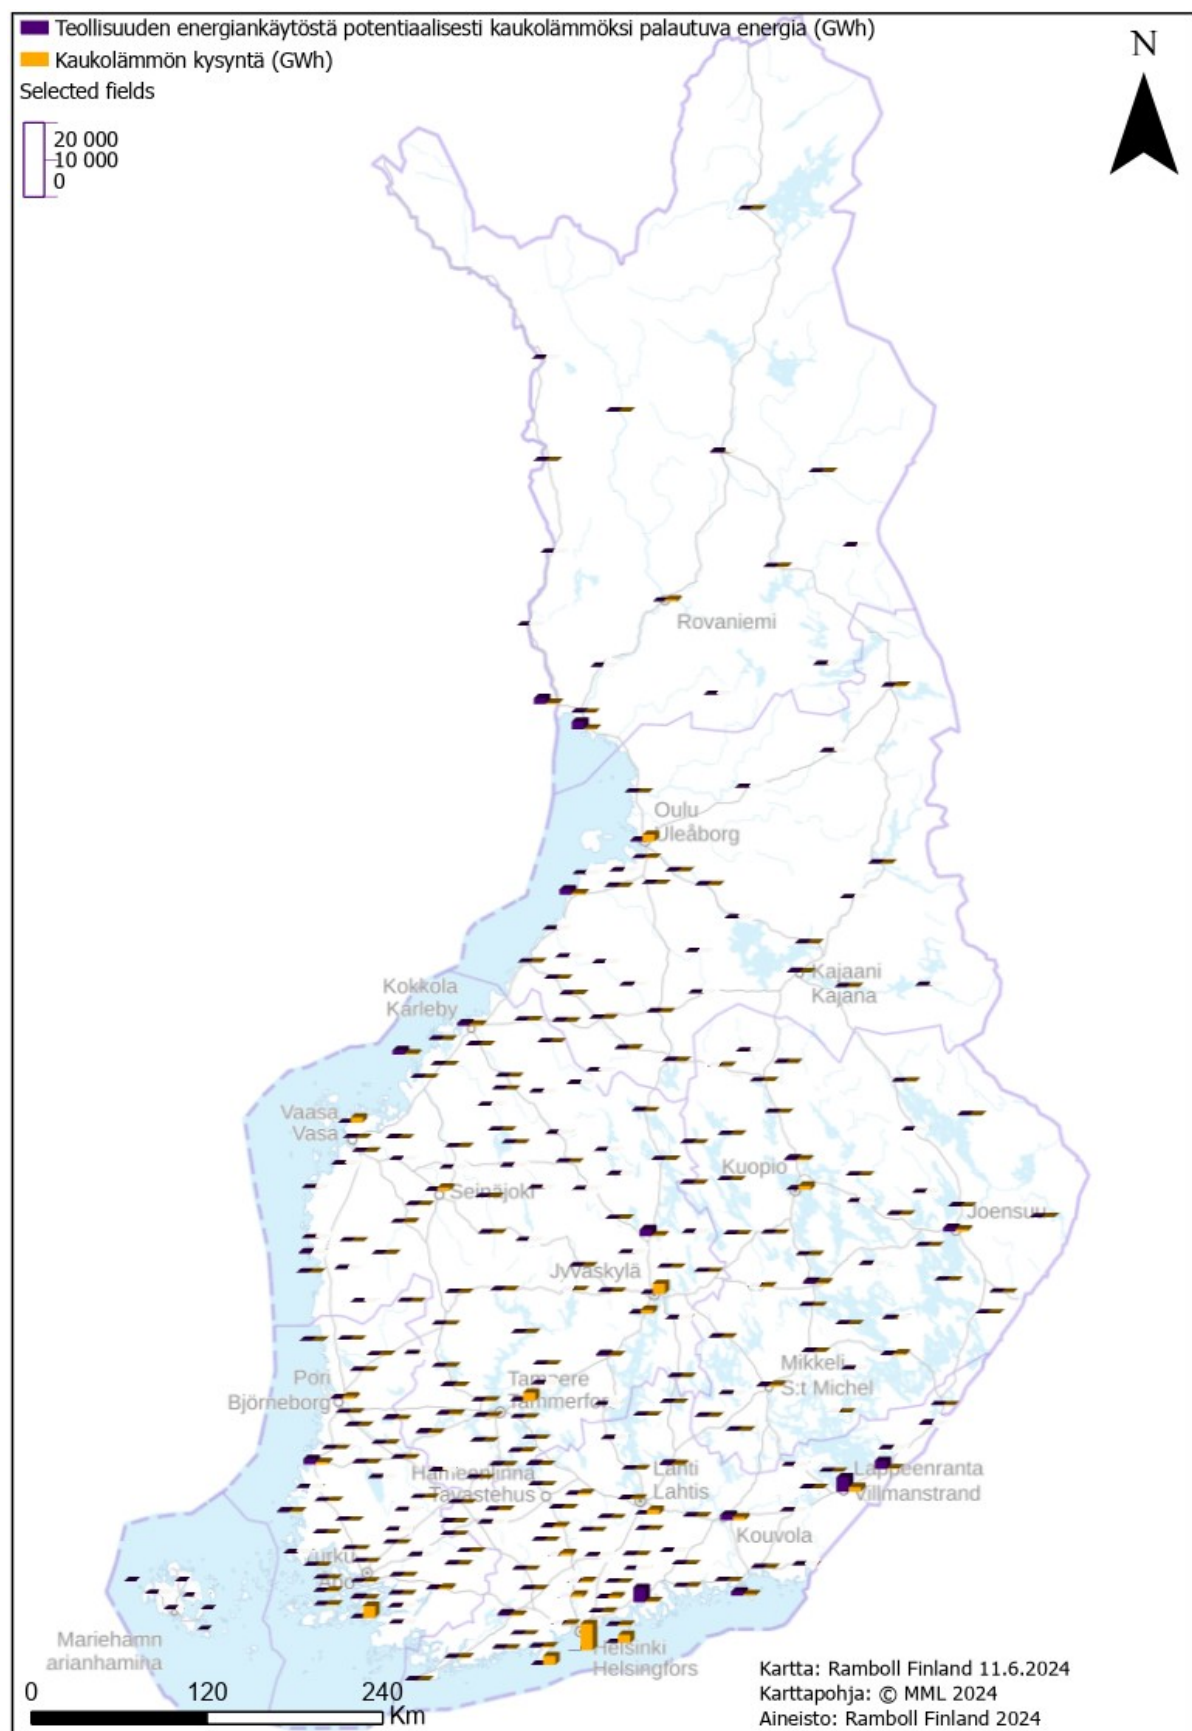 Teollisuuden energiankäytöstä potentiaalisesti kaukolämmöksi palautuva energia (GWh)
Kaukolämmön kysyntä (GWh)
Selected fields
20 000
10 000
0
N
Rovaniemi
Oulu
Uleåborg
Kajaani
Kajana
Kokkola
Karleby
Vaasa
Vasa
Seinäjoki
Kuopio
Joensuu
Jyväskylä
Mikkeli
S:t Michel
Pori
Björneborg
Lahti
Lahtis
Tavastehus
Lappeenranta
Villmanstrand
Kouvola
Mariehamn
arianhamina
Helsinki
Helsingfors
Kartta: Ramboll Finland 11.6.2024
Karttapohja: © MML 2024
Aineisto: Ramboll Finland 2024
0 120 240
Km